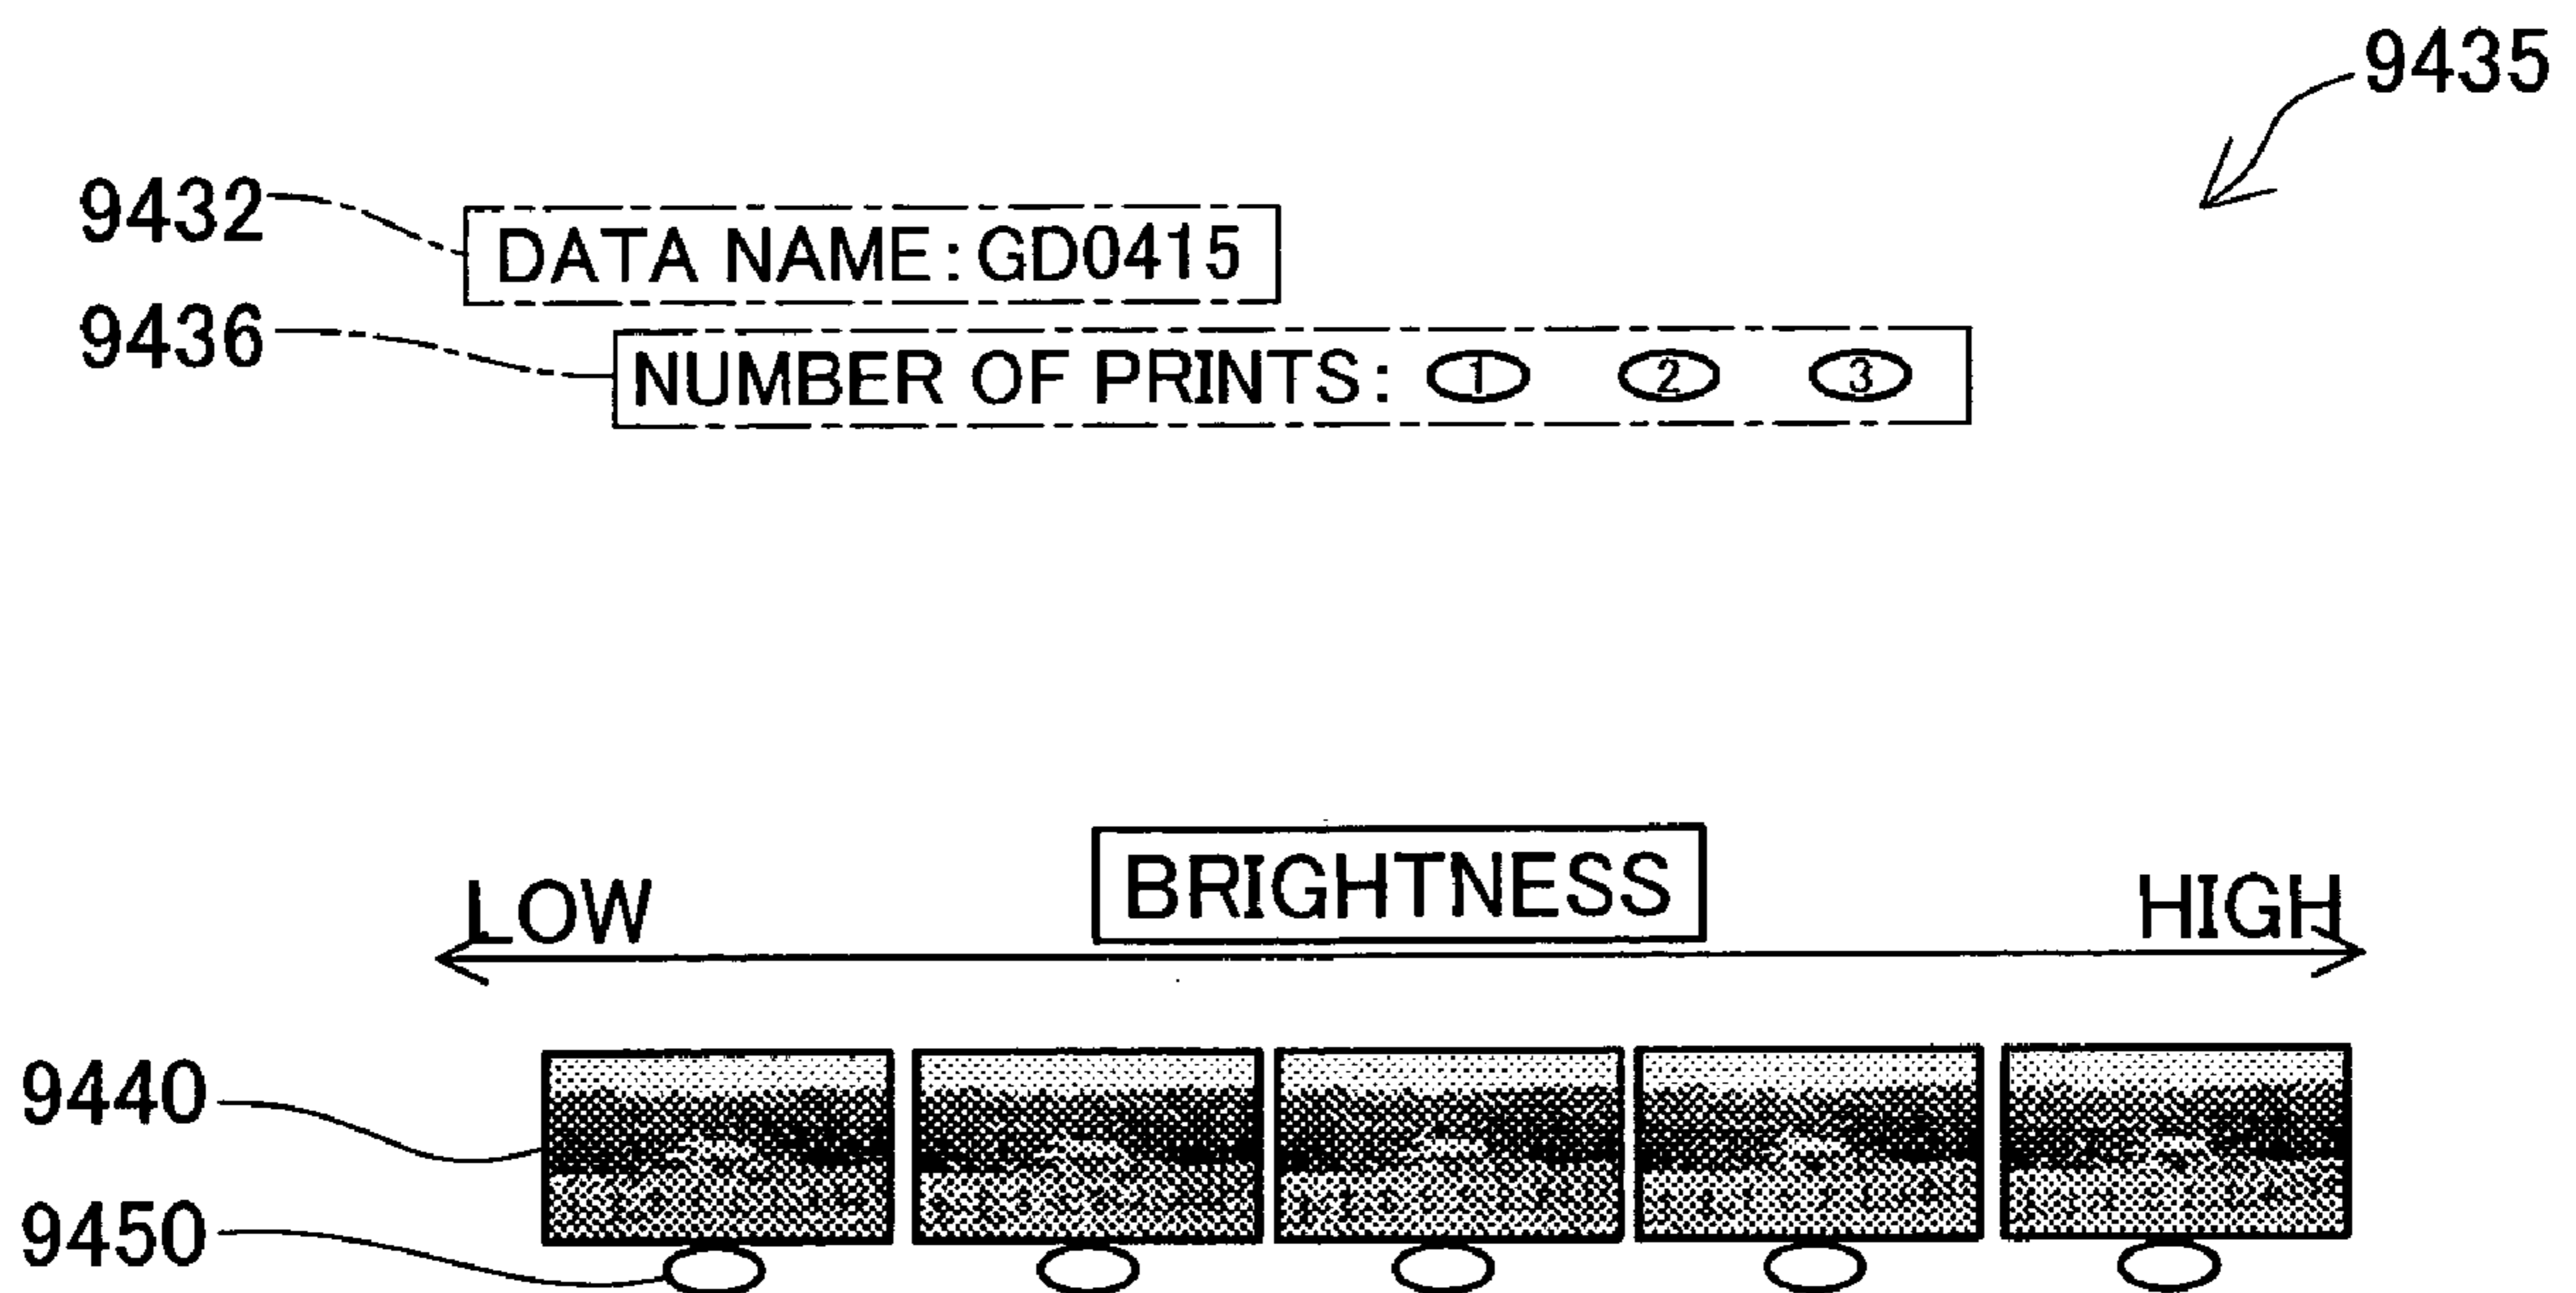 9435
9432
DATA NAME:GD0415
9436
NUMBER OF PRINTS: 1 2 3
BRIGHTNESS
LOW HIGH
9440
9450